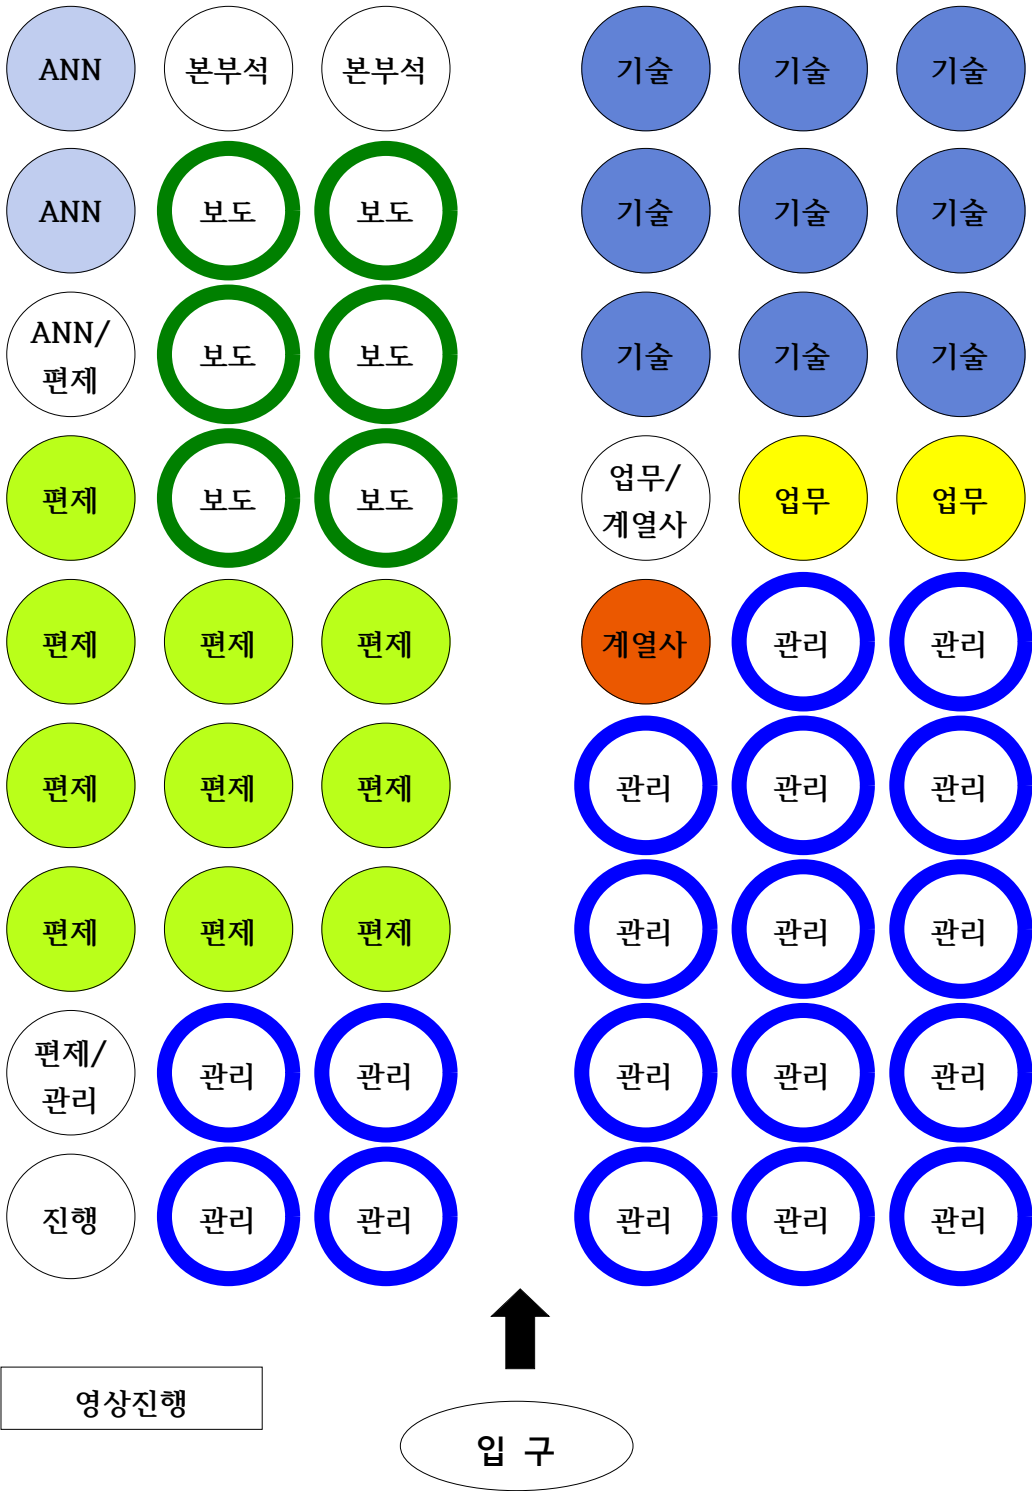 ANN 본부석 본부석 기술 기술 기술
ANN 보도 보도 기술 기술 기술
ANN/
편제 보도 보도 기술 기술 기술
편제 보도 보도 업무/
계열사 업무 업무
편제 편제 편제 계열사 관리 관리
편제 편제 편제 관리 관리 관리
편제 편제 편제 관리 관리 관리
편제/
관리 관리 관리 관리 관리 관리
진행 관리 관리 관리 관리 관리
영상진행
입 구